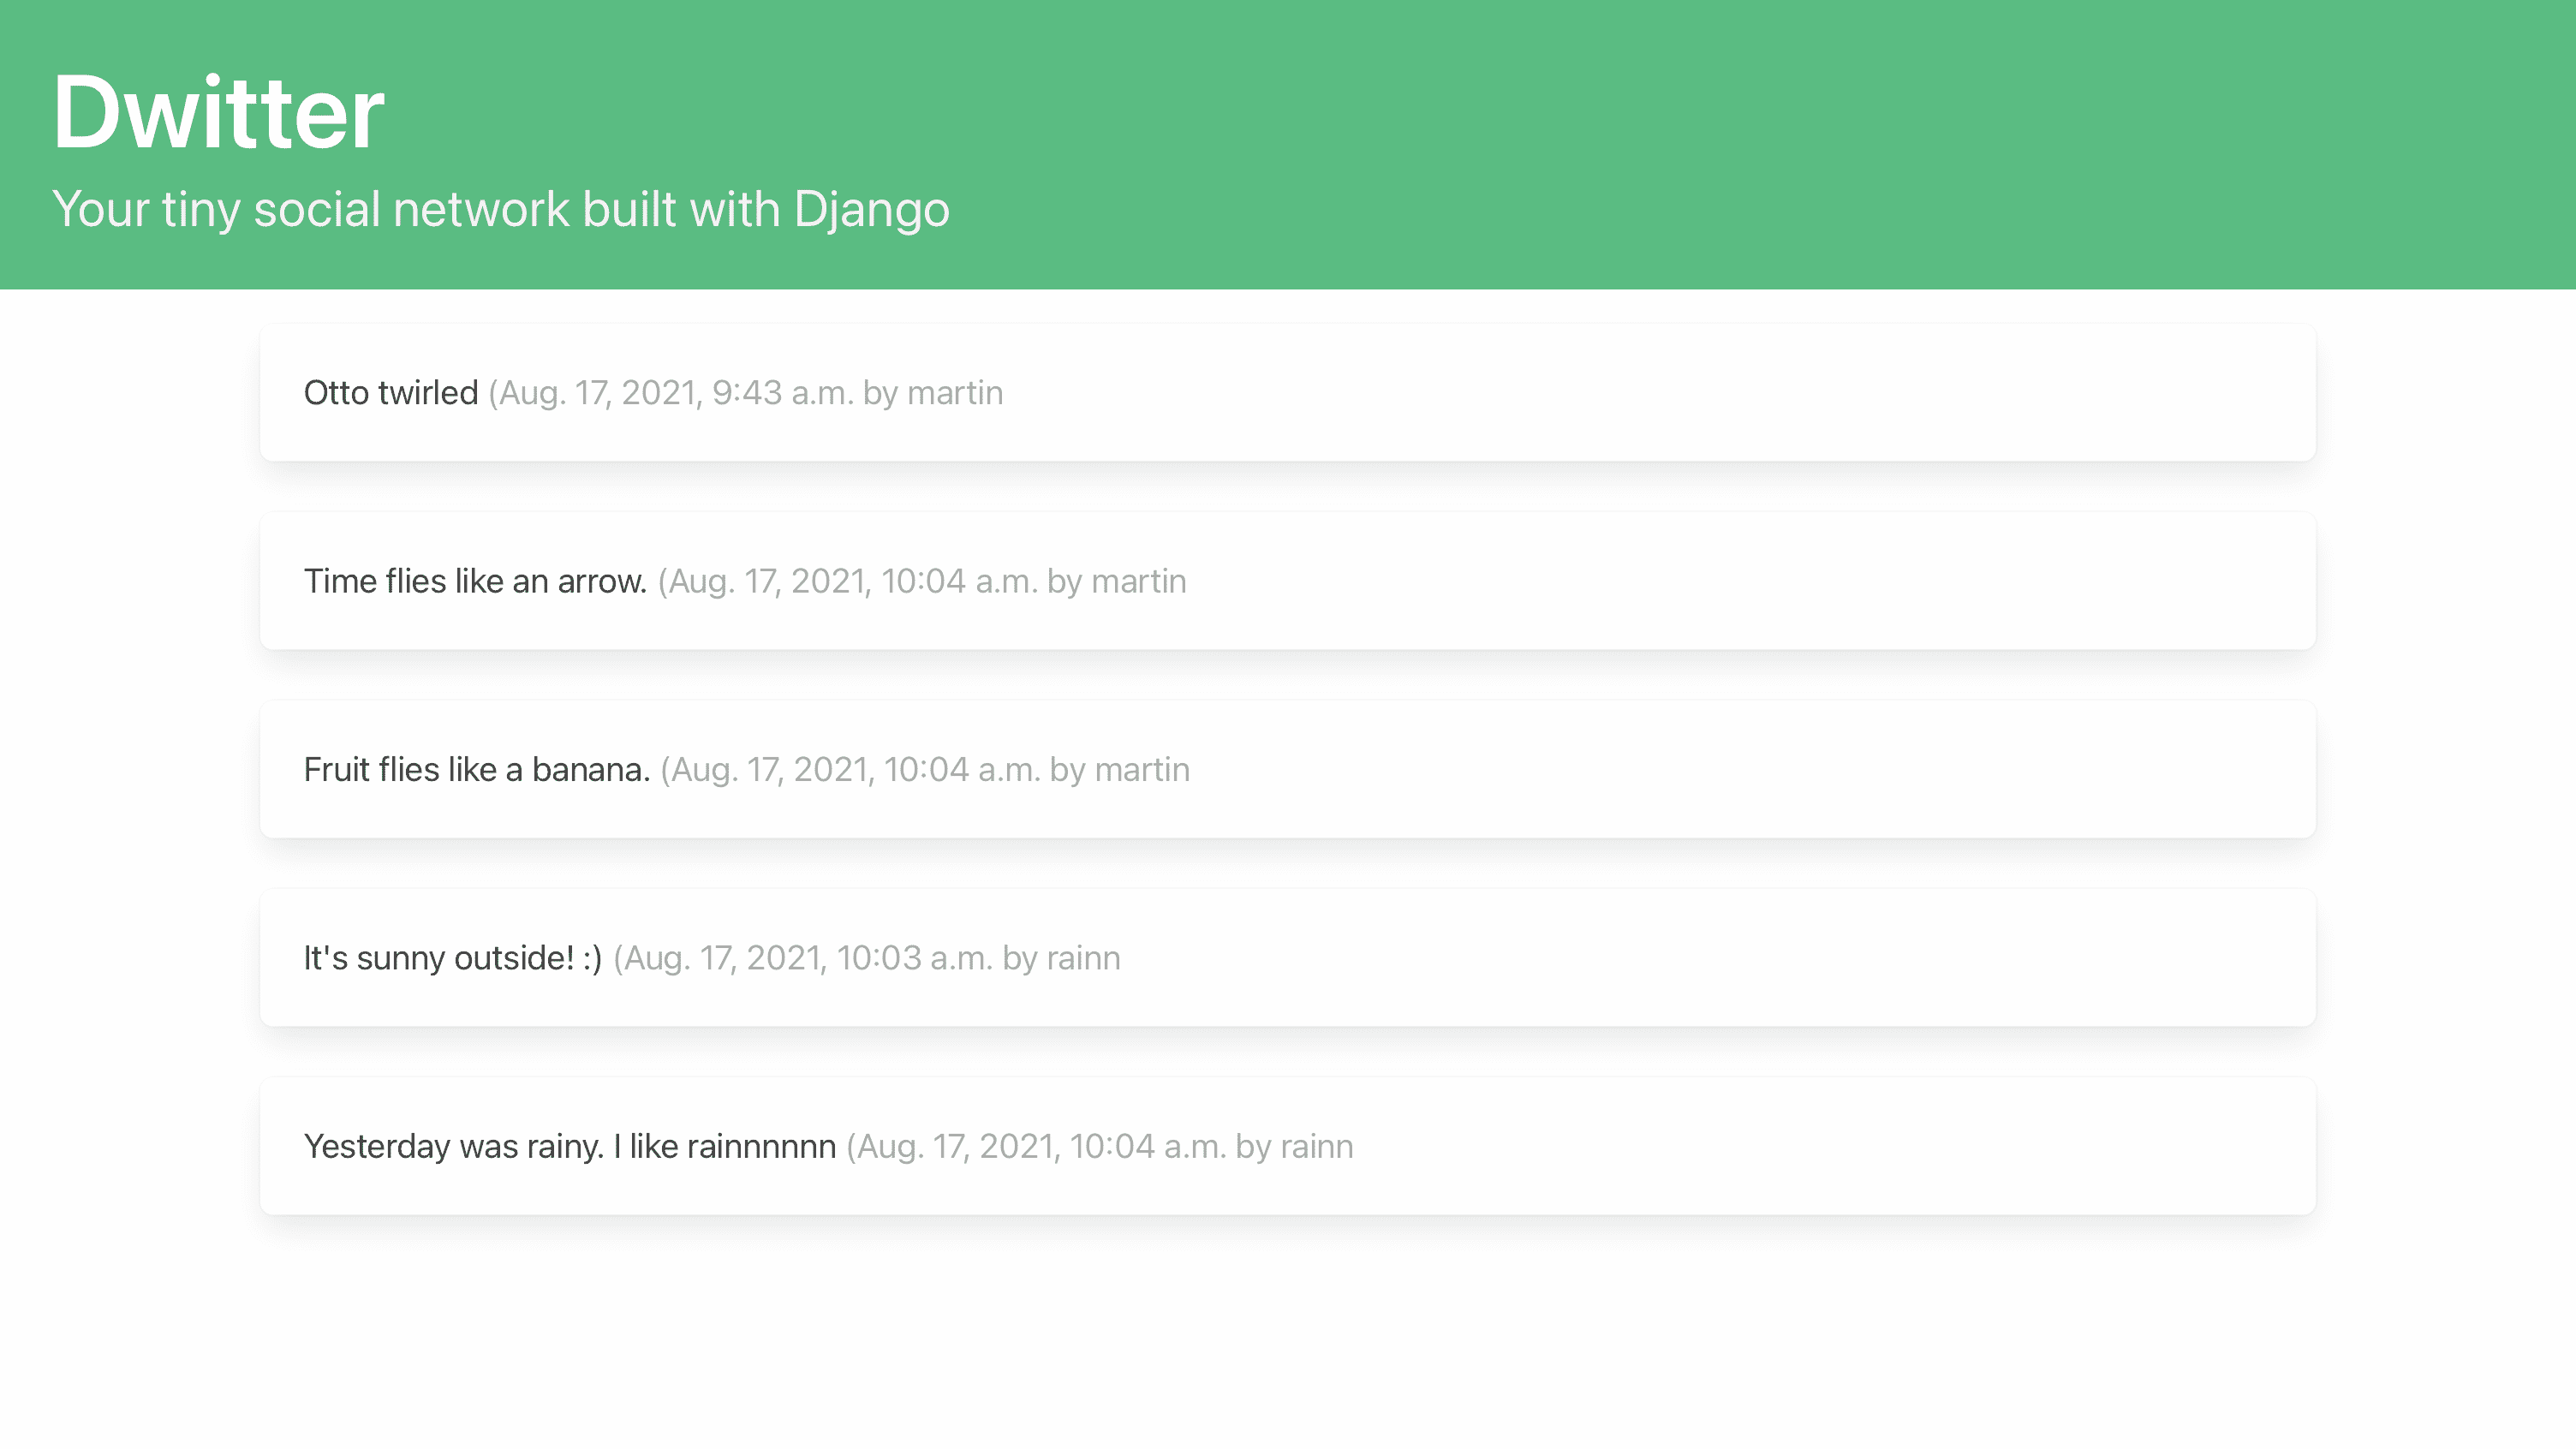 Dwitter
Your tiny social network built with Django
Otto twirled (Aug. 17, 2021, 9:43 a.m. by martin
Time flies like an arrow. (Aug. 17, 2021, 10:04 a.m. by martin
Fruit flies like a banana. (Aug. 17, 2021, 10:04 a.m. by martin
It's sunny outside! :) (Aug. 17, 2021, 10:03 a.m. by rainn
Yesterday was rainy. I like rainnnnnn (Aug. 17, 2021, 10:04 a.m. by rainn